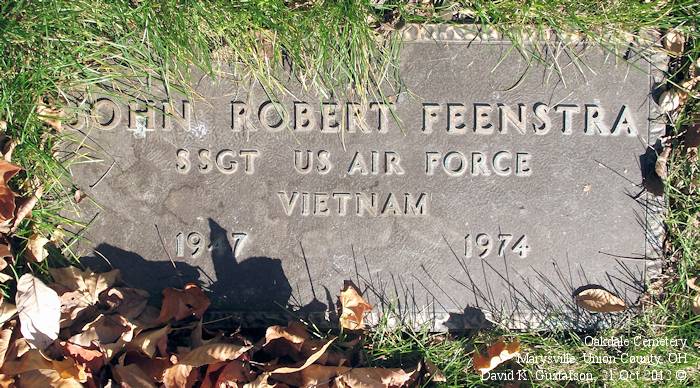 JOHN ROBERT FEENSTRA
SSGT US AIR FORCE
VIETNAM
1947 1974
Oakdale Cemetery
Marysville, Union County, OH
David K. Gustafson, 21 Oct 2013 ©